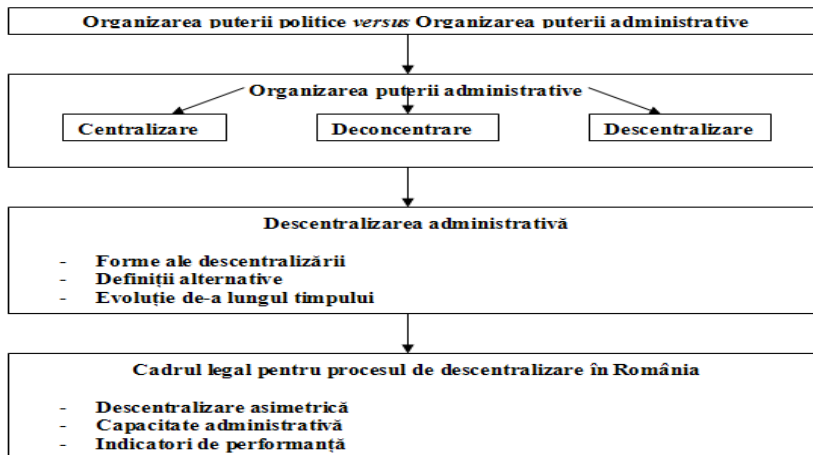 Organizarea puterii politice versus Organizarea puterii administrative
Organizarea puterii administrative
Centralizare
Deconcentrare
Descentralizare
Descentralizarea administrativă
- Forme ale descentralizării
- Definiții alternative
- Evoluție de-a lungul timpului
Cadrul legal pentru procesul de descentralizare în România
- Descentralizare asimetrică
- Capacitate administrativă
- Indicatori de performanță